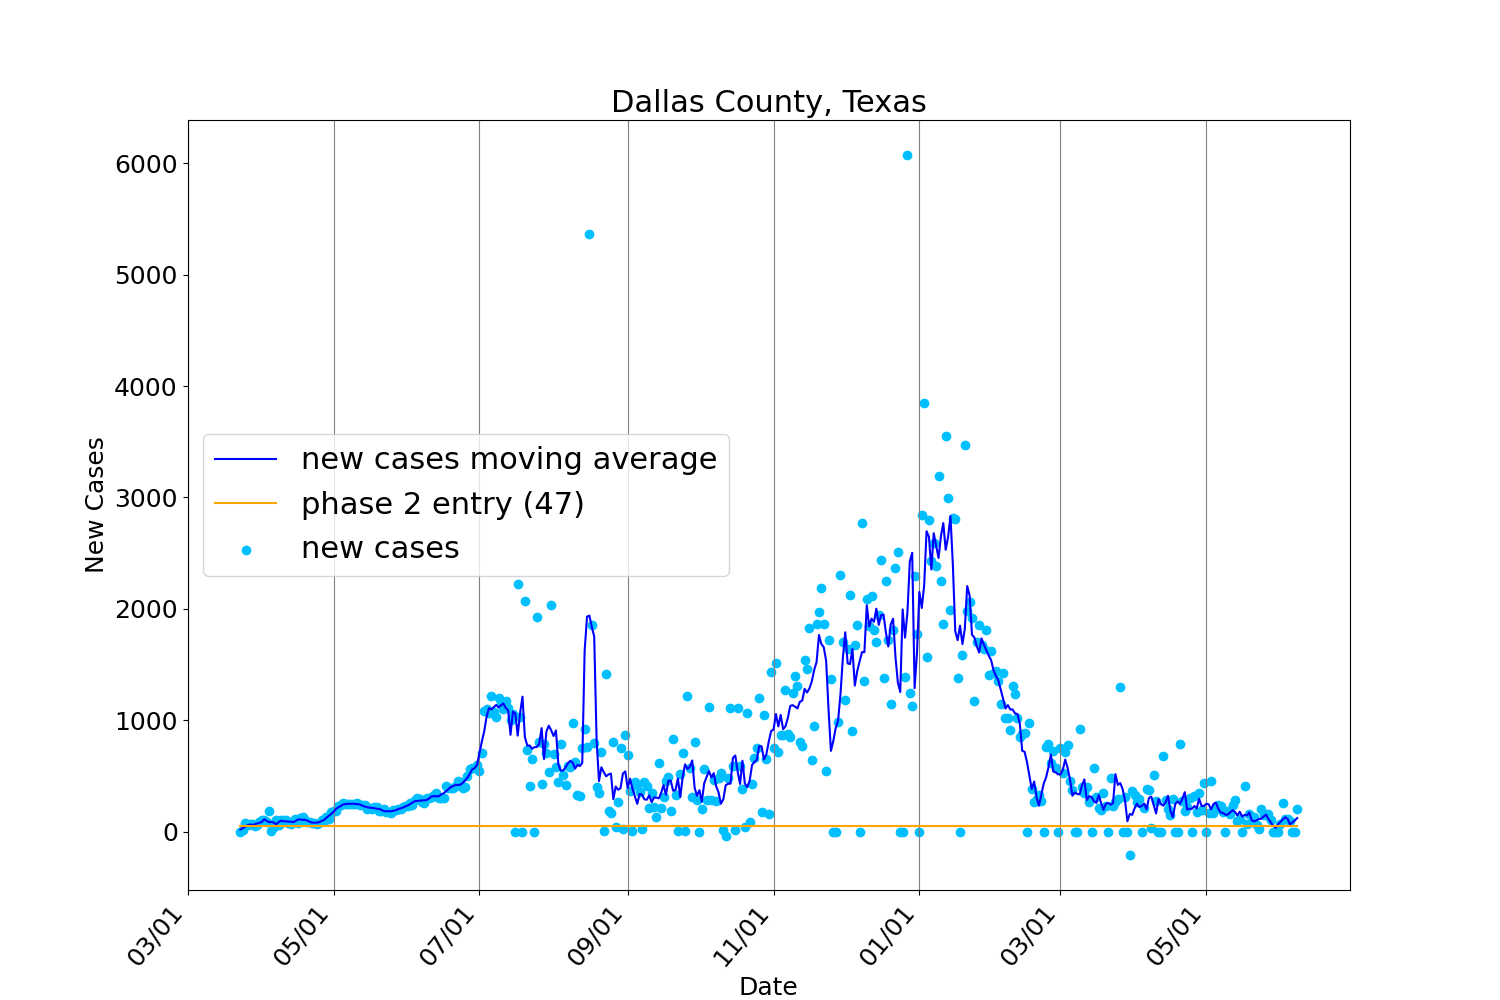 Dallas County, Texas
6000
5000
4000
3000
2000
1000
0
New Cases
new cases moving average
phase 2 entry (47)
new cases
03/01
05/01
07/01
09/01
11/01
01/01
03/01
05/01
Date